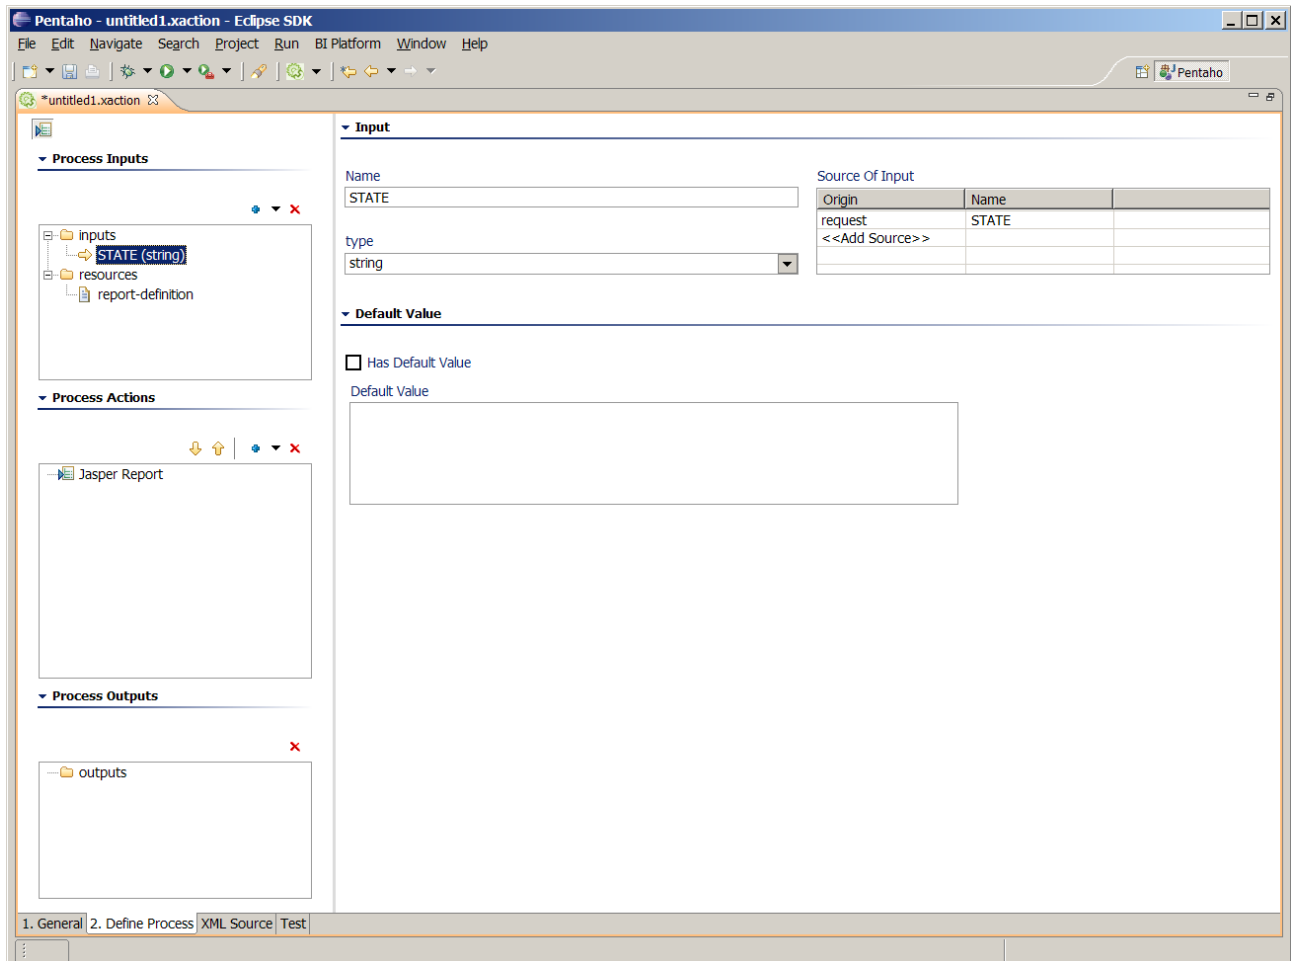 Pentaho - untitled1.xaction - Eclipse SDK
File Edit Navigate Search Project Run BI Platform Window Help
Pentaho
*untitled1.xaction
Process Inputs
inputs
STATE (string)
resources
report-definition
Process Actions
Jasper Report
Process Outputs
outputs
Input
Name
STATE
type
string
Source Of Input
Origin Name
request STATE
<<Add Source>>
Default Value
Has Default Value
Default Value
1. General 2. Define Process XML Source Test